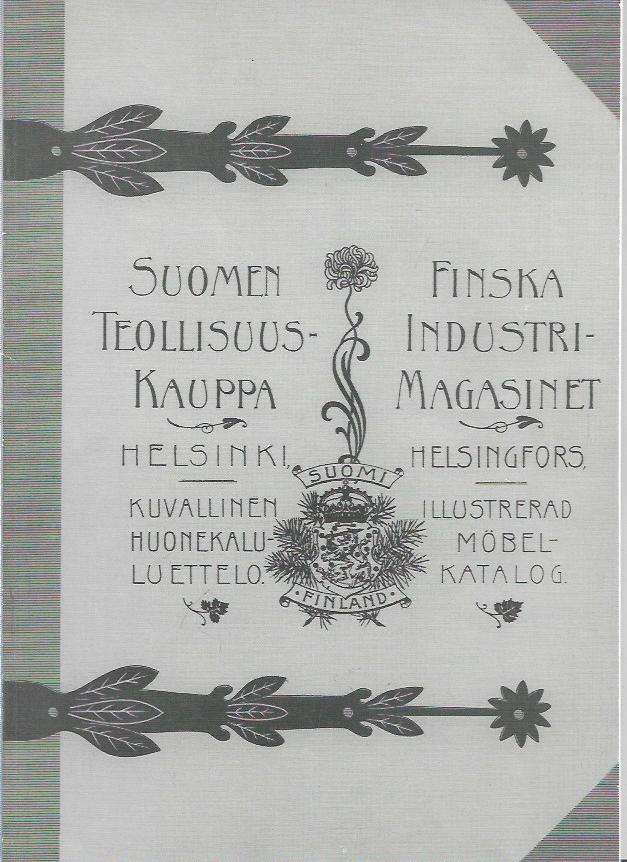 SUOMEN
TEOLLISUUS-
KAUPPA
HELSINKI,
KUVALLINEN
HUONEKALU-
LUETTELO.
FINSKA
INDUSTRI-
MAGASINET
HELSINGFORS,
ILLUSTRERAD
MÖBEL-
KATALOG.
SUOMI
·FINLAND·